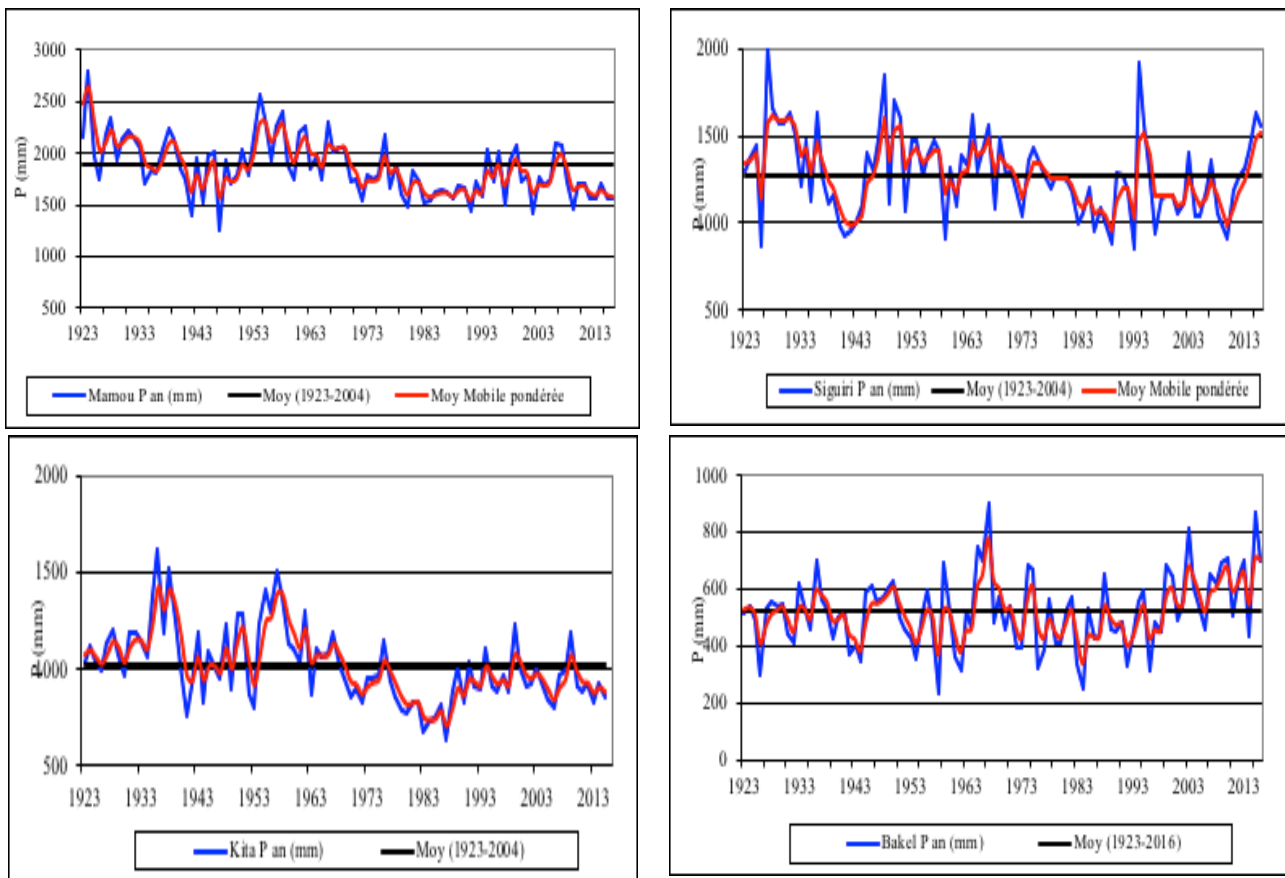 P (mm)
3000
2500
2000
1500
1000
500
1923 1933 1943 1953 1963 1973 1983 1993 2003 2013
Mamou P an (mm) Moy (1923-2004) Moy Mobile pondérée
P (mm)
2000
1500
1000
500
1923 1933 1943 1953 1963 1973 1983 1993 2003 2013
Siguiri P an (mm) Moy (1923-2004) Moy Mobile pondérée
P (mm)
2000
1500
1000
500
1923 1933 1943 1953 1963 1973 1983 1993 2003 2013
Kita P an (mm) Moy (1923-2004)
P (mm)
1000
800
600
400
200
0
1923 1933 1943 1953 1963 1973 1983 1993 2003 2013
Bakel P an (mm) Moy (1923-2016)